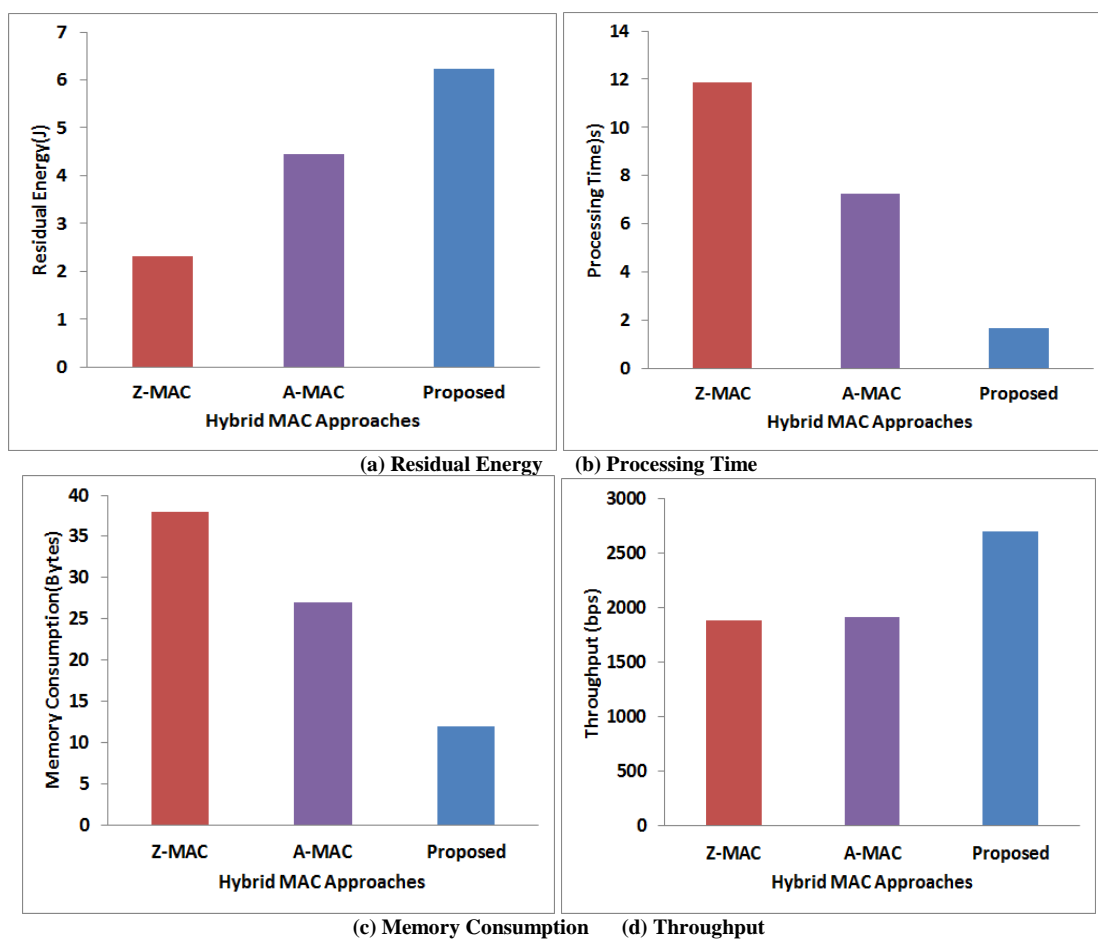 Residual Energy(J)
7
6
5
4
3
2
1
0
Z-MAC A-MAC Proposed
Hybrid MAC Approaches
Processing Time)s)
14
12
10
8
6
4
2
0
Z-MAC A-MAC Proposed
Hybrid MAC Approaches
(a) Residual Energy (b) Processing Time
Memory Consumption(Bytes)
40
35
30
25
20
15
10
5
0
Z-MAC A-MAC Proposed
Hybrid MAC Approaches
Throughput (bps)
3000
2500
2000
1500
1000
500
0
Z-MAC A-MAC Proposed
Hybrid MAC Approaches
(c) Memory Consumption (d) Throughput